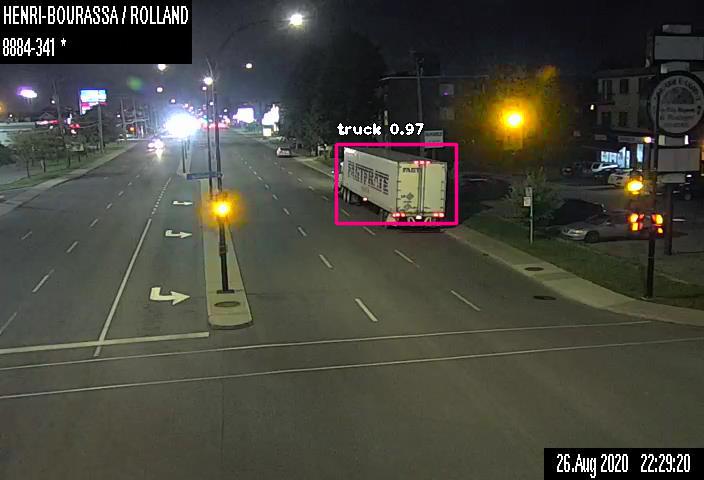 HENRI-BOURASSA / ROLLAND
8884-341 *
truck 0.97
FASTFRATE
26.Aug 2020 22:29:20